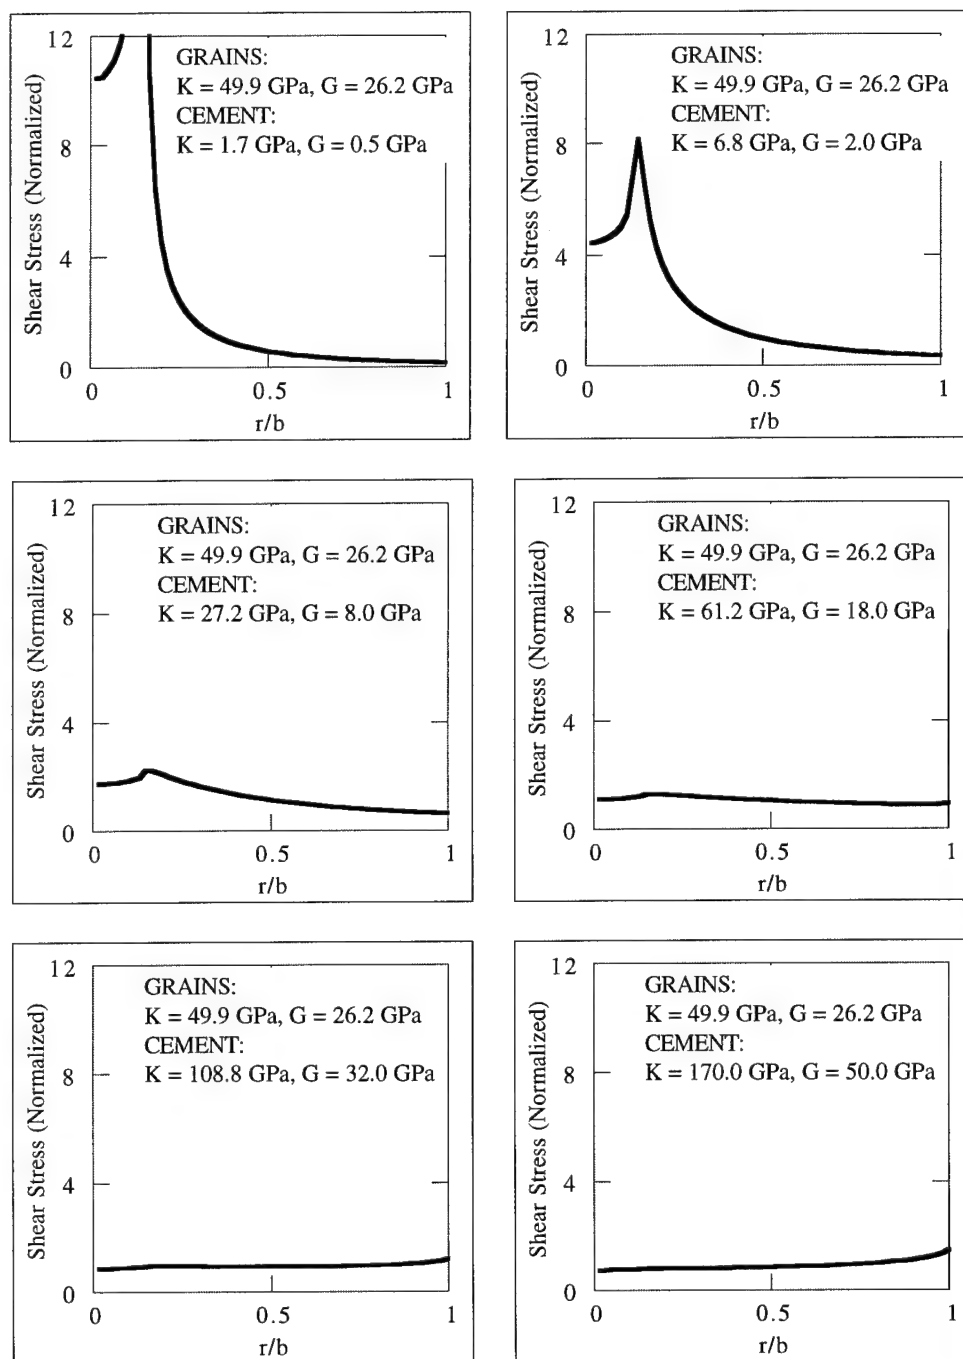 12
8
4
0
Shear Stress (Normalized)
GRAINS:
K = 49.9 GPa, G = 26.2 GPa
CEMENT:
K = 1.7 GPa, G = 0.5 GPa
0 0.5 1
r/b
12
8
4
0
Shear Stress (Normalized)
GRAINS:
K = 49.9 GPa, G = 26.2 GPa
CEMENT:
K = 6.8 GPa, G = 2.0 GPa
0 0.5 1
r/b
12
8
4
0
Shear Stress (Normalized)
GRAINS:
K = 49.9 GPa, G = 26.2 GPa
CEMENT:
K = 27.2 GPa, G = 8.0 GPa
0 0.5 1
r/b
12
8
4
0
Shear Stress (Normalized)
GRAINS:
K = 49.9 GPa, G = 26.2 GPa
CEMENT:
K = 61.2 GPa, G = 18.0 GPa
0 0.5 1
r/b
12
8
4
0
Shear Stress (Normalized)
GRAINS:
K = 49.9 GPa, G = 26.2 GPa
CEMENT:
K = 108.8 GPa, G = 32.0 GPa
0 0.5 1
r/b
12
8
4
0
Shear Stress (Normalized)
GRAINS:
K = 49.9 GPa, G = 26.2 GPa
CEMENT:
K = 170.0 GPa, G = 50.0 GPa
0 0.5 1
r/b